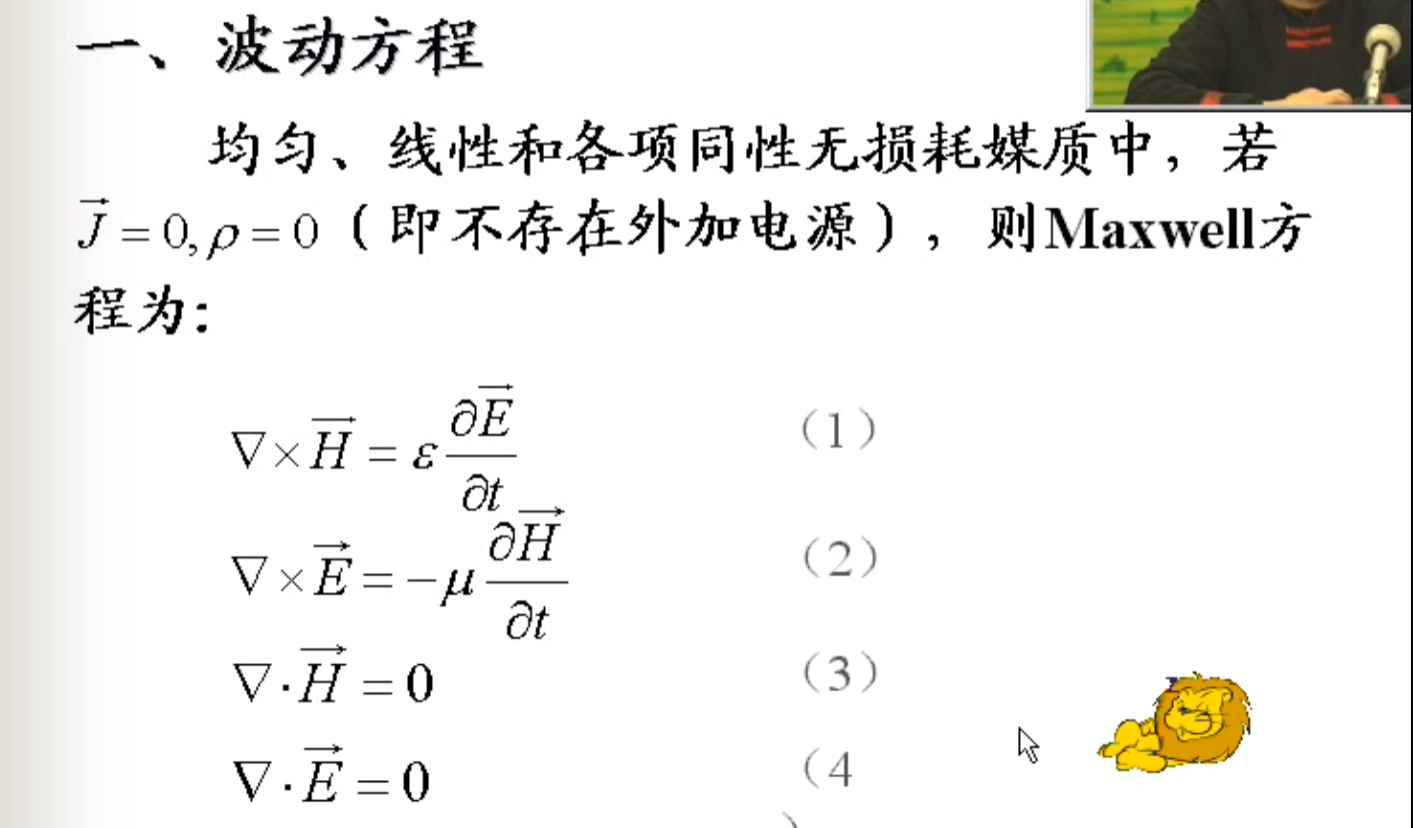 一、波动方程
均匀、线性和各项同性无损耗媒质中，若
$\vec{J}=0,\rho=0$（即不存在外加电源），则Maxwell方
程为：
$\nabla\times\vec{H}=\varepsilon\frac{\partial\vec{E}}{\partial t}$ （1）
$\nabla\times\vec{E}=-\mu\frac{\partial\vec{H}}{\partial t}$ （2）
$\nabla\cdot\vec{H}=0$ （3）
$\nabla\cdot\vec{E}=0$ （4
）